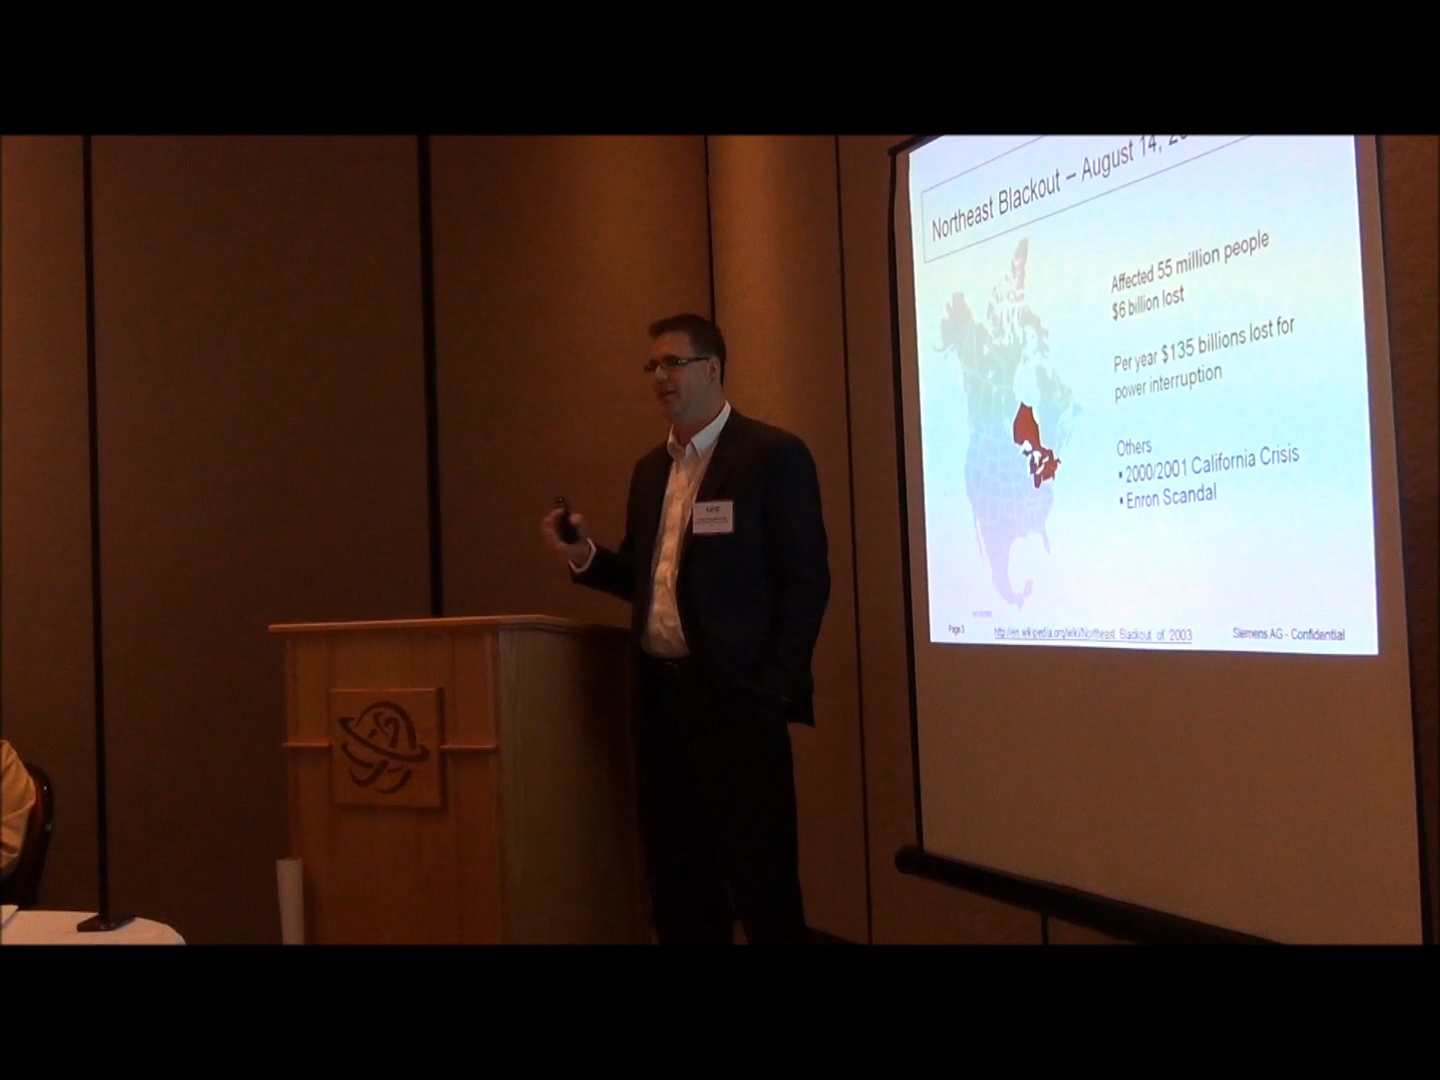 Northeast Blackout – August 14,
Affected 55 million people
$6 billion lost
Per year $135 billions lost for
power interruption
Others
▪ 2000/2001 California Crisis
▪ Enron Scandal
Page 3
http://en.wikipedia.org/wiki/Northeast_Blackout_of_2003
Siemens AG - Confidential